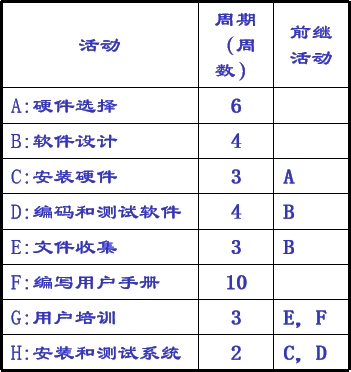 活动 周期（周数） 前继活动
A:硬件选择 6
B:软件设计 4
C:安装硬件 3 A
D:编码和测试软件 4 B
E:文件收集 3 B
F:编写用户手册 10
G:用户培训 3 E, F
H:安装和测试系统 2 C, D